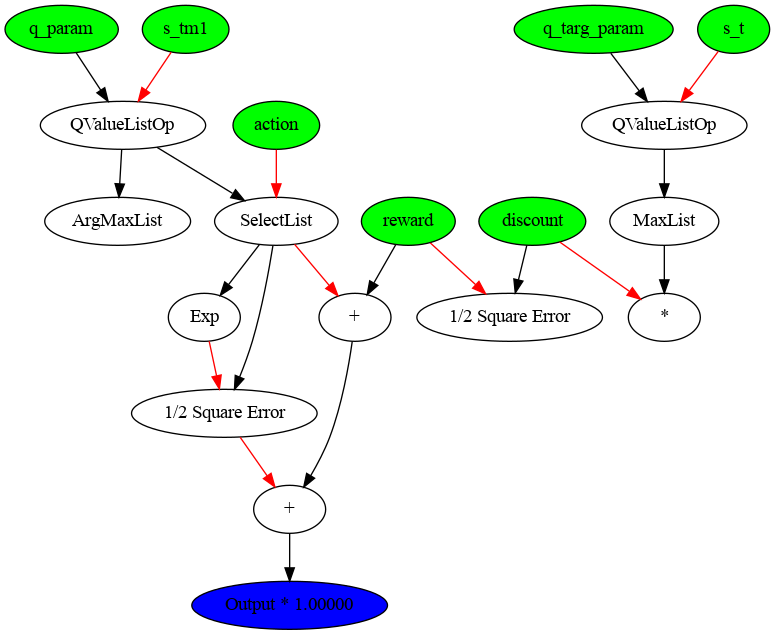 q_param s_tm1 q_targ_param s_t
QValueListOp action QValueListOp
ArgMaxList SelectList reward discount MaxList
Exp + 1/2 Square Error *
1/2 Square Error
+
Output * 1.00000